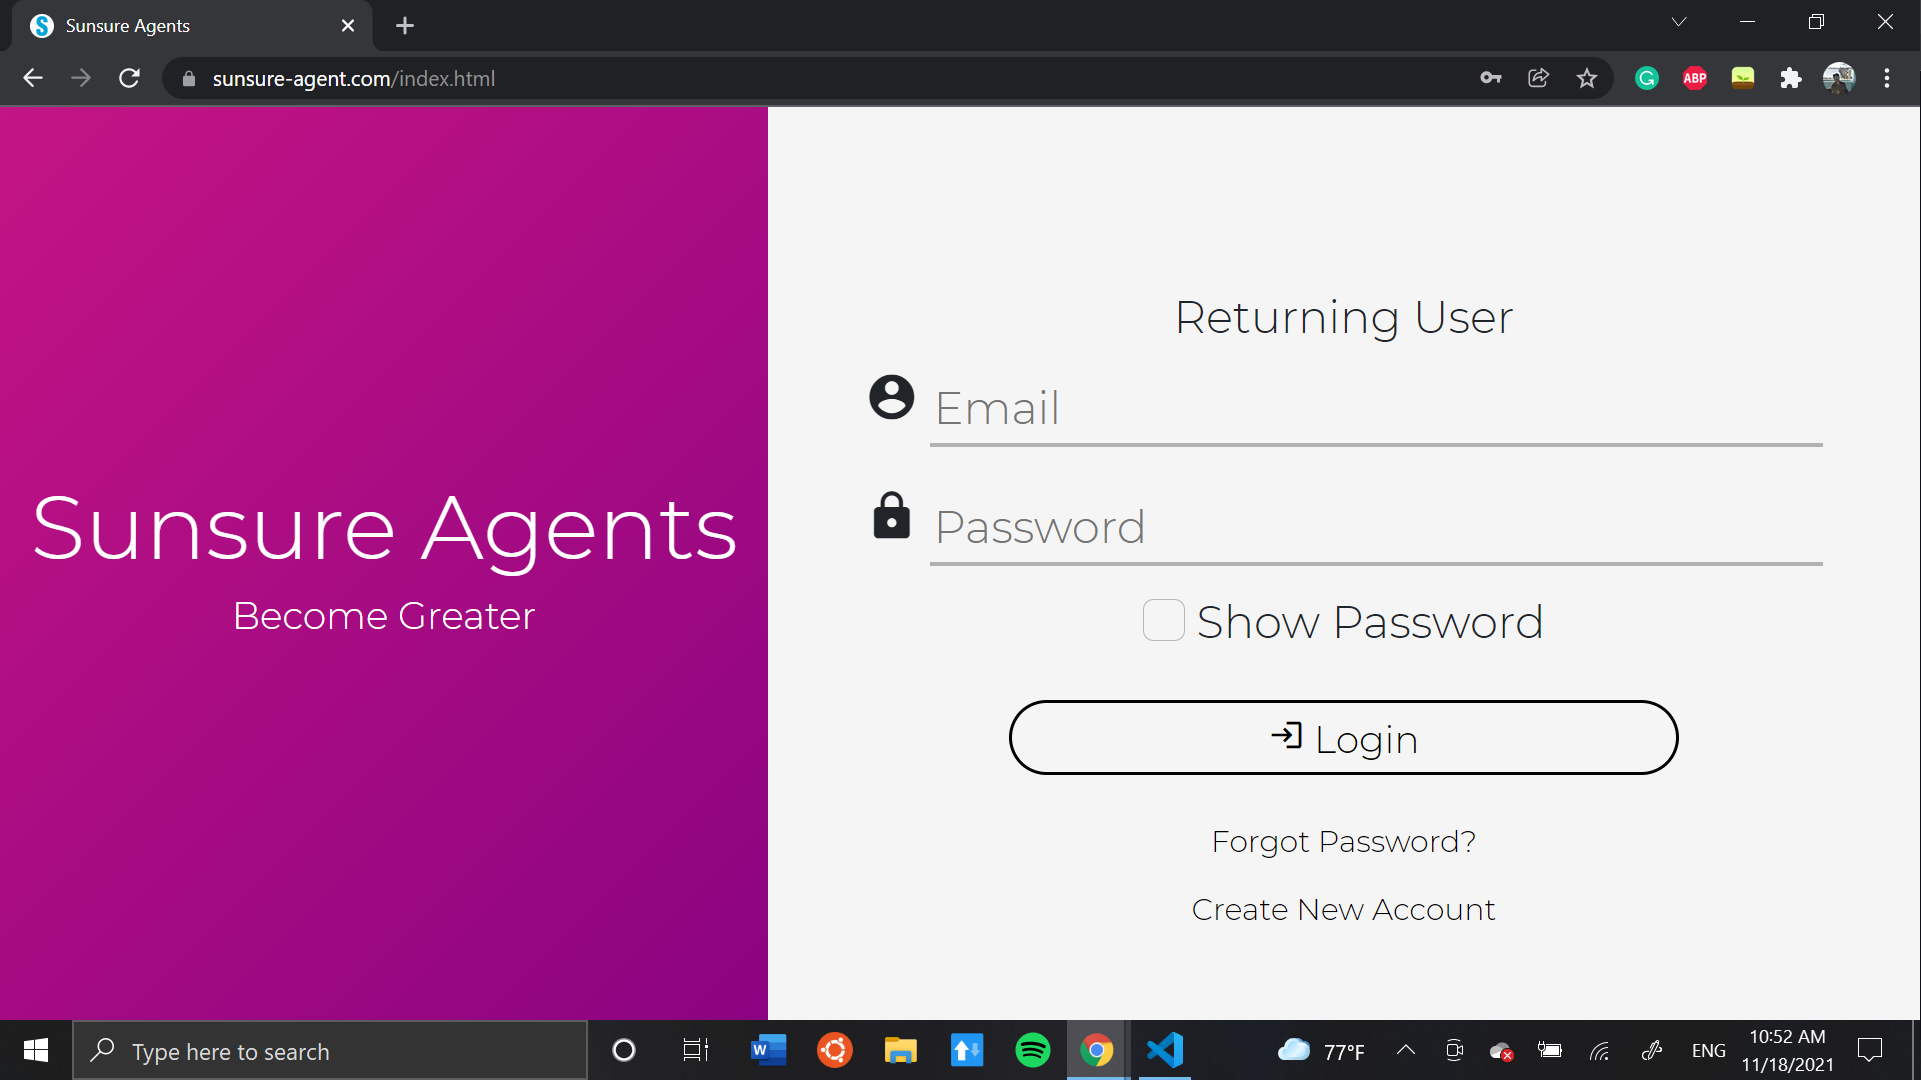 Sunsure Agents
sunsure-agent.com/index.html
ABP
Returning User
Email
Password
Show Password
Login
Forgot Password?
Create New Account
Sunsure Agents
Become Greater
Type here to search
W
77°F
ENG
10:52 AM
11/18/2021